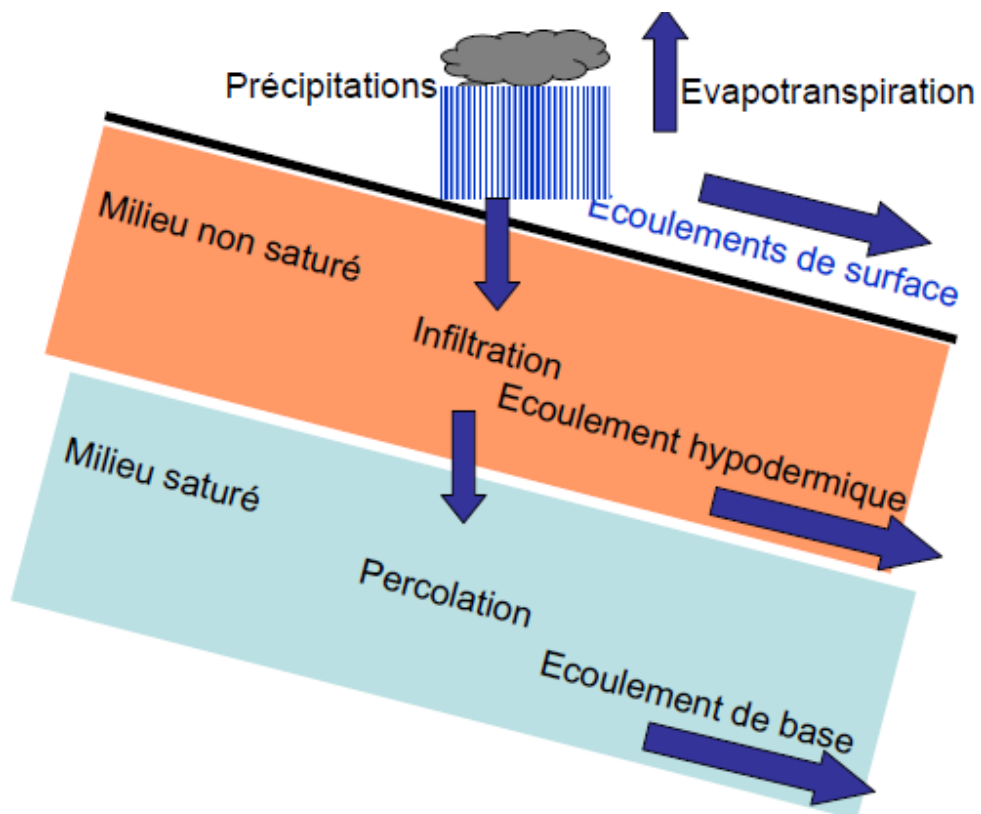 Précipitations
Evapotranspiration
Ecoulements de surface
Milieu non saturé
Infiltration
Ecoulement hypodermique
Milieu saturé
Percolation
Ecoulement de base